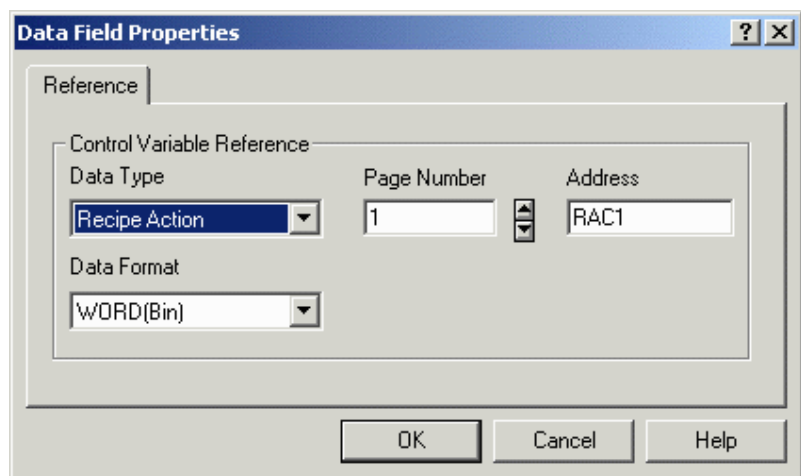 Data Field Properties
Reference
Control Variable Reference
Data Type Page Number Address
Recipe Action 1 RAC1
Data Format
WORD(Bin)
OK Cancel Help